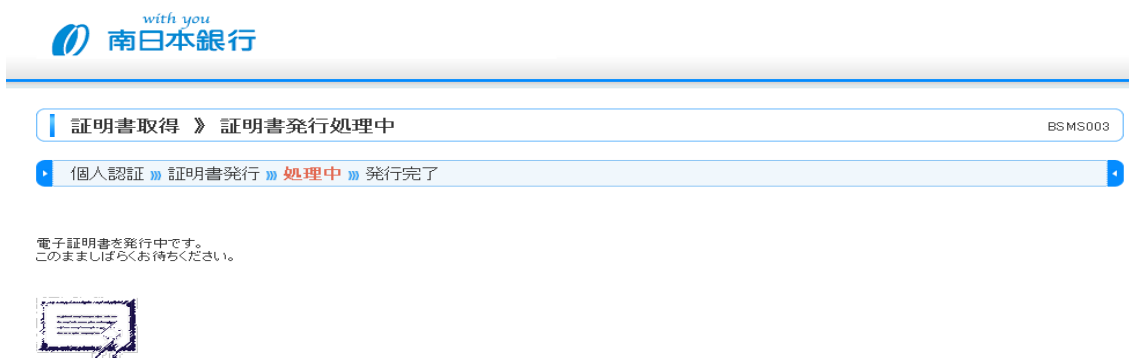 with you
南日本銀行
証明書取得 》 証明書発行処理中
BSMS003
個人認証 »» 証明書発行 »» 処理中 »» 発行完了
電子証明書を発行中です。
このまましばらくお待ちください。